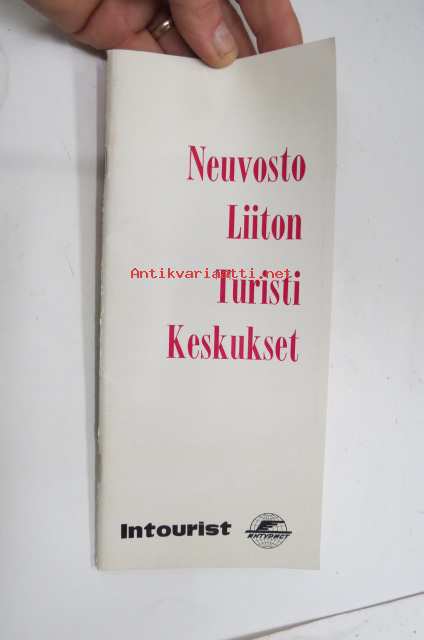 Neuvosto
Liiton
Antikvariaatti.net
Turisti
Keskukset
Intourist
ИНТУРИСТ